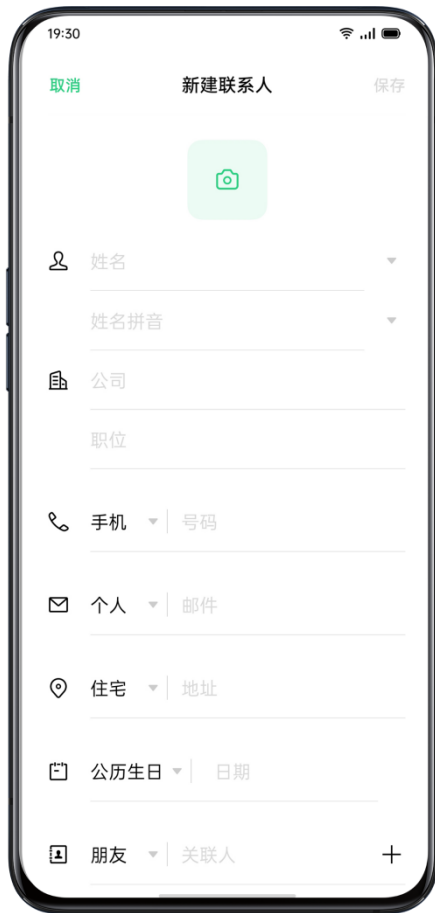 19:30
取消 新建联系人 保存
姓名
姓名拼音
公司
职位
手机 号码
个人 邮件
住宅 地址
公历生日 日期
朋友 关联人